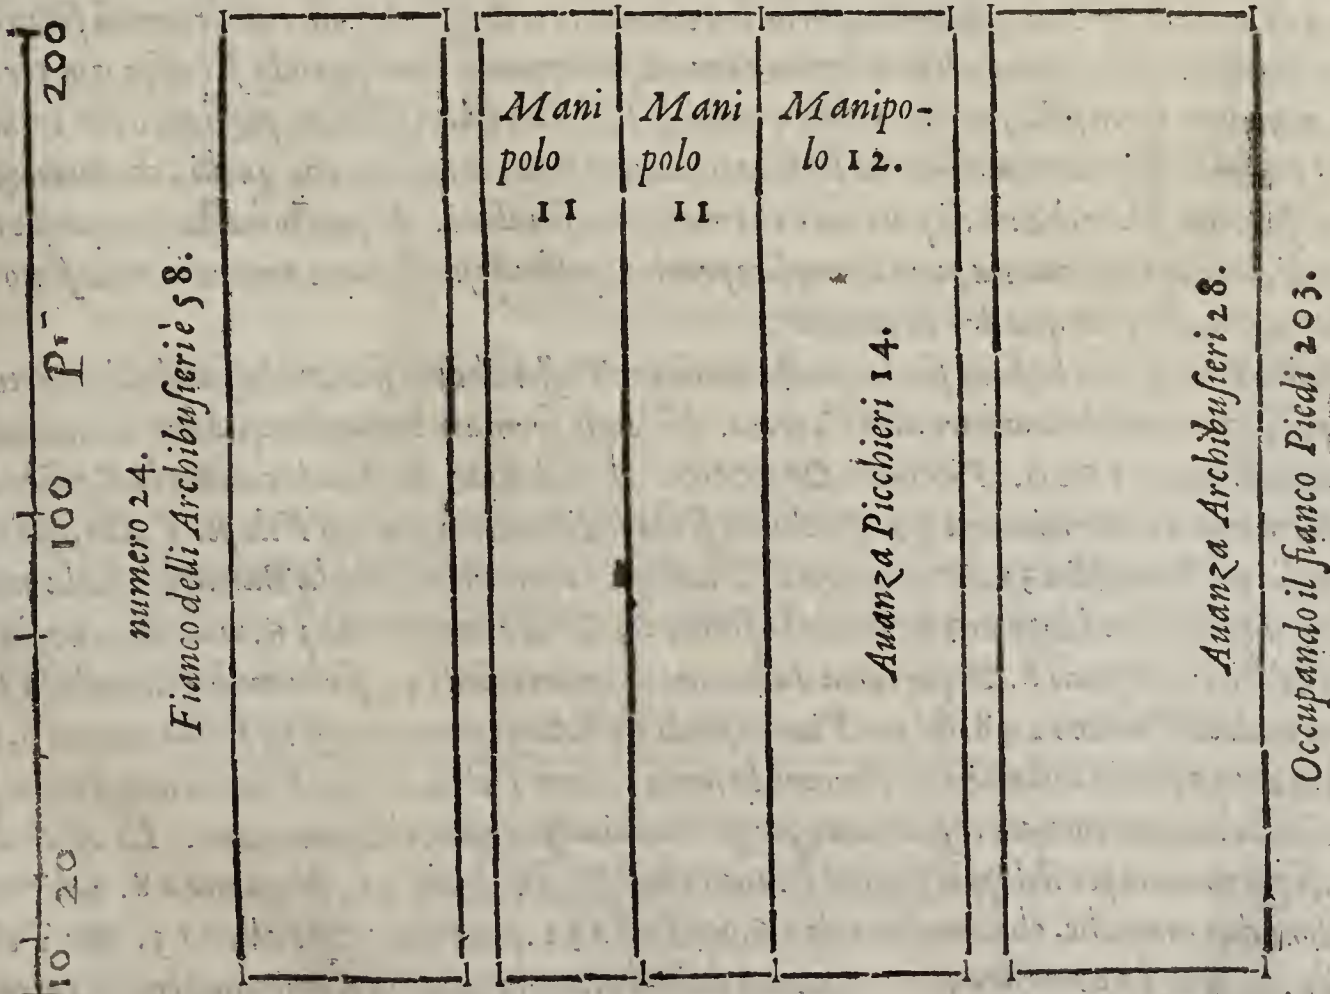 200
Pi-
100
20
10
numero 24.
Fianco delli Archibuſieri è 58.
Mani
polo
11
Mani
polo
11
Manipo-
lo 12.
Auanza Picchieri 14.
Auanza Archibuſieri 28.
Occupando il fianco Piedi 203.